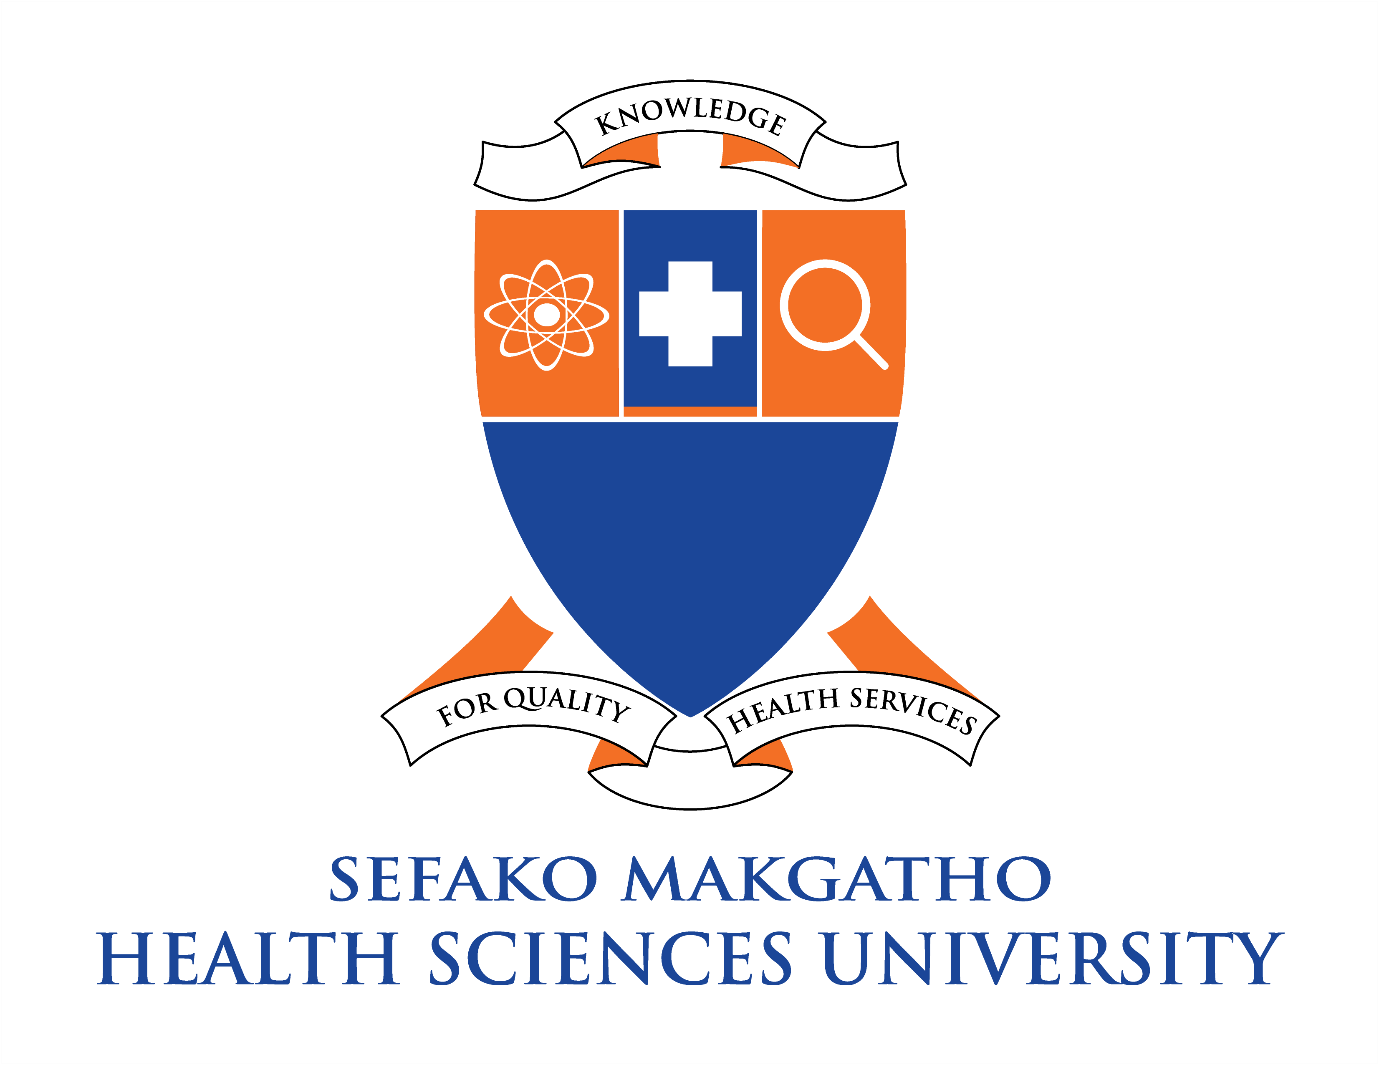 KNOWLEDGE
FOR QUALITY
HEALTH SERVICES
SEFAKO MAKGATHO
HEALTH SCIENCES UNIVERSITY